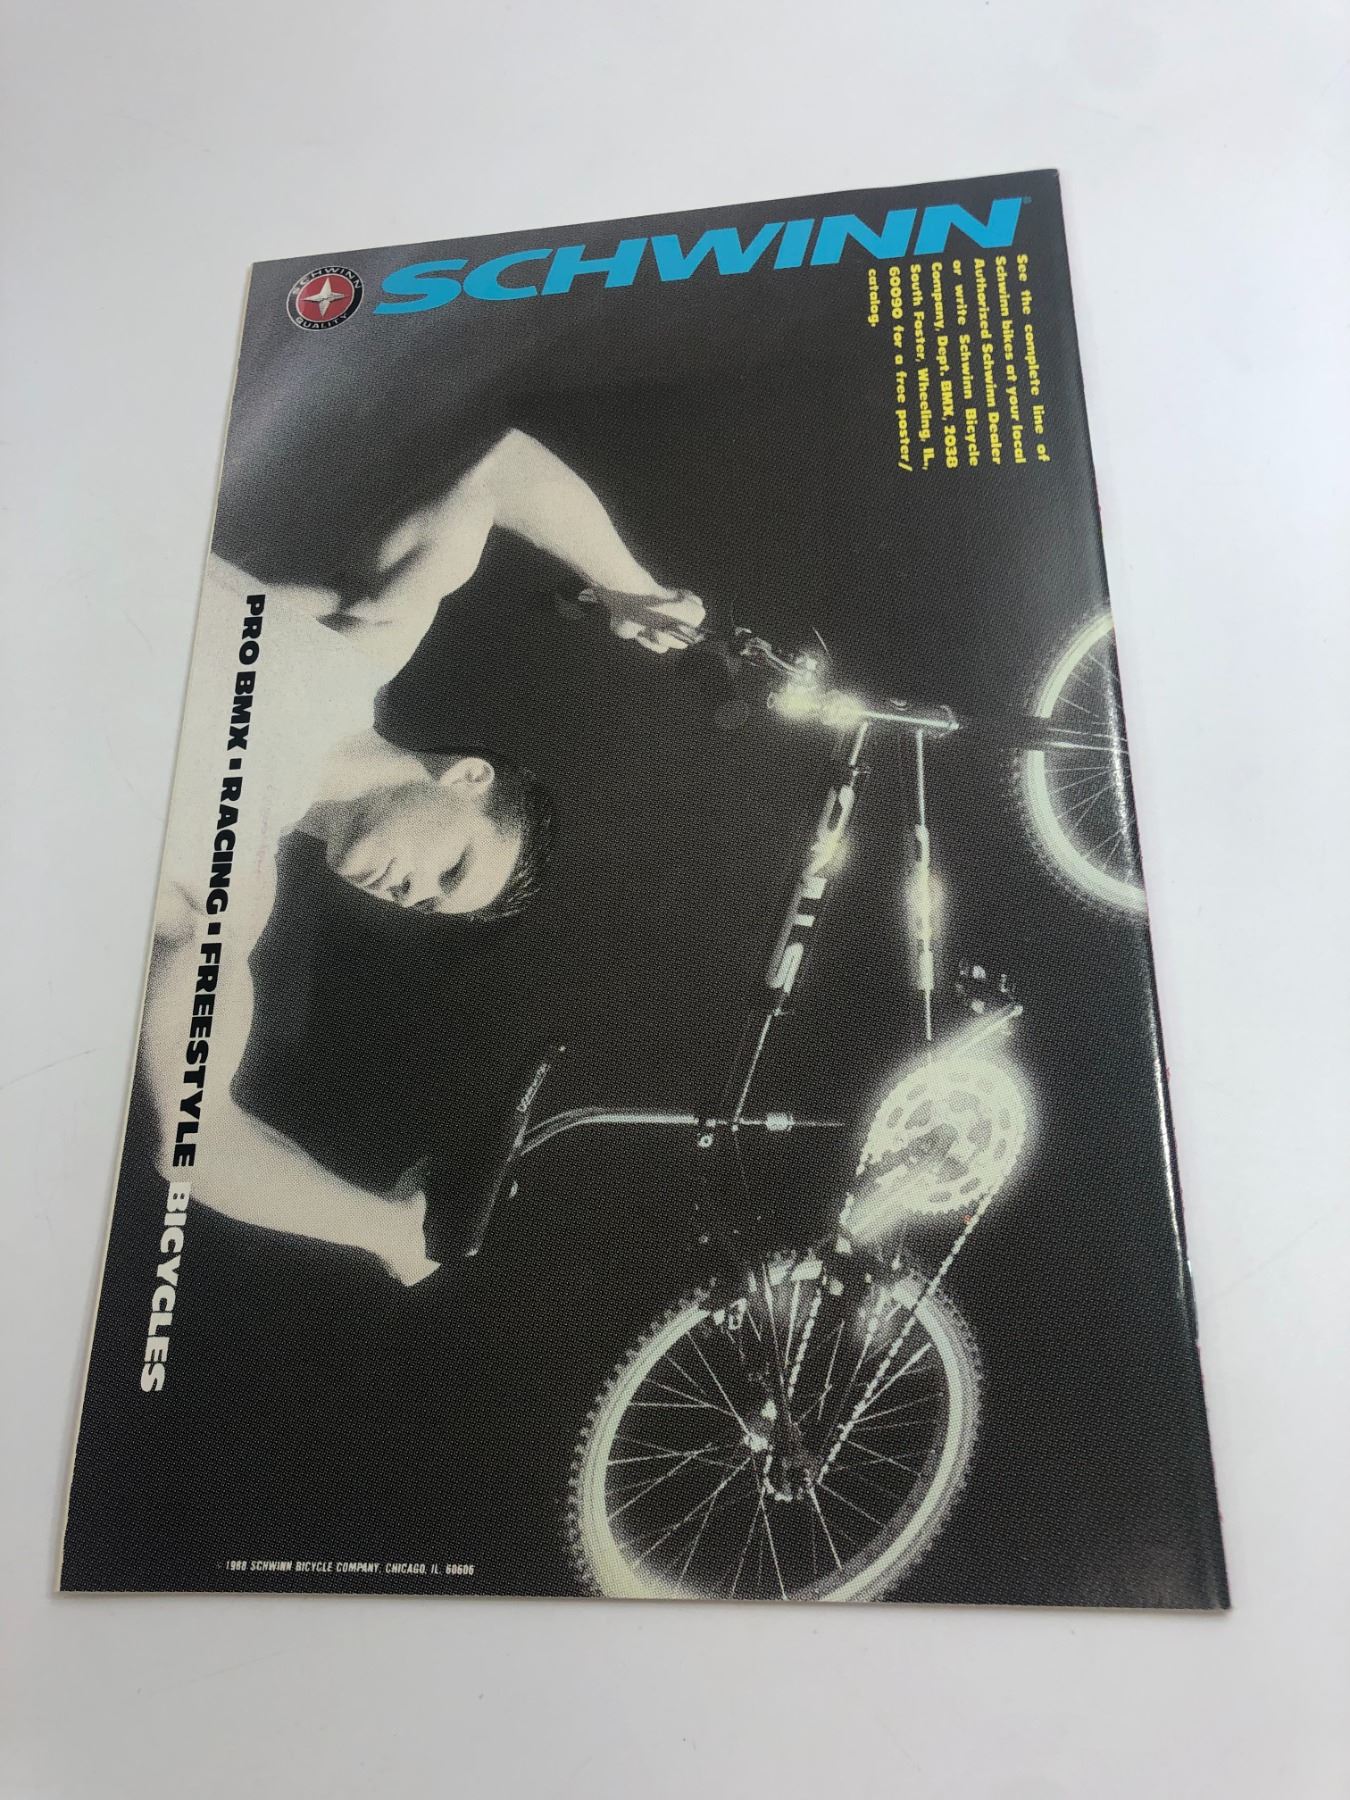 SCHWINN
QUALITY
SCHWINN®
See the complete line of
Schwinn bikes at your local
Authorized Schwinn Dealer
or write Schwinn Bicycle
Company, Dept. BMX, 2038
South Foster, Wheeling, IL,
60090 for a free poster/
catalog.
PRO BMX • RACING • FREESTYLE BICYCLES
1988 SCHWINN BICYCLE COMPANY, CHICAGO, IL. 60606